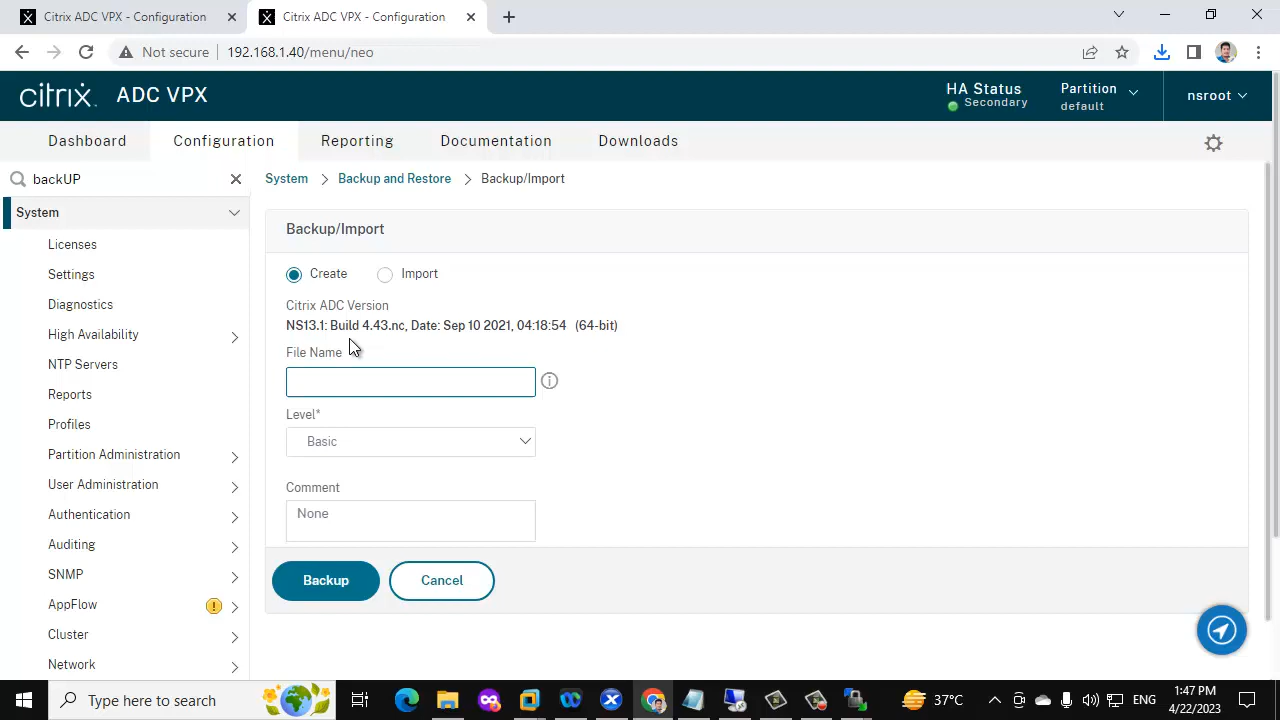 Citrix ADC VPX - Configuration
Citrix ADC VPX - Configuration
Not secure
192.168.1.40/menu/neo
citrix. ADC VPX
HA Status
Secondary
Partition
default
nsroot
Dashboard
Configuration
Reporting
Documentation
Downloads
backUP
System
Backup and Restore
Backup/Import
System
Licenses
Settings
Diagnostics
High Availability
NTP Servers
Reports
Profiles
Partition Administration
User Administration
Authentication
Auditing
SNMP
AppFlow
Cluster
Network
Backup/Import
Create
Import
Citrix ADC Version
NS13.1: Build 4.43.nc, Date: Sep 10 2021, 04:18:54 (64-bit)
File Name
Level*
Basic
Comment
None
Backup
Cancel
Type here to search
37°C
ENG
1:47 PM
4/22/2023